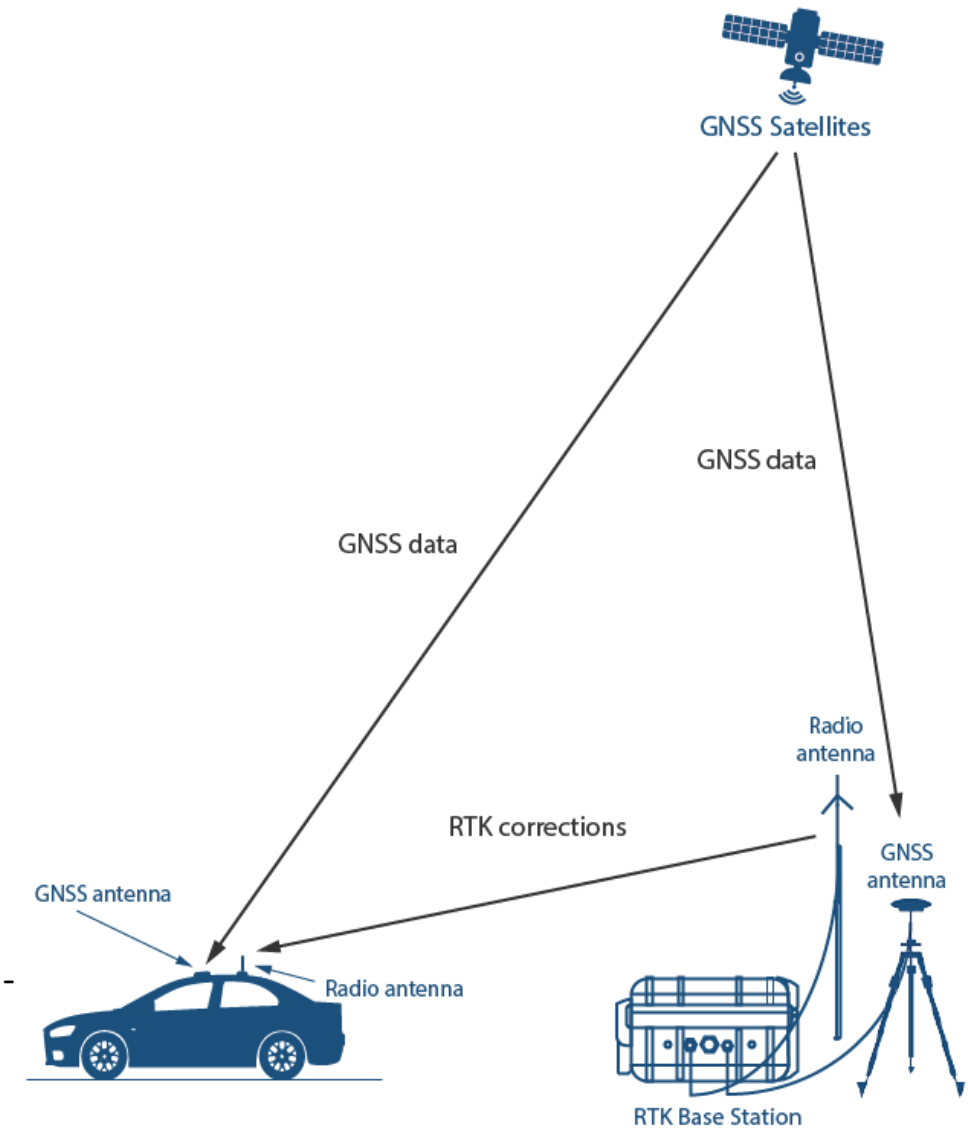 GNSS Satellites
GNSS data
GNSS data
Radio
antenna
RTK corrections
GNSS
antenna
GNSS antenna
Radio antenna
-
RTK Base Station